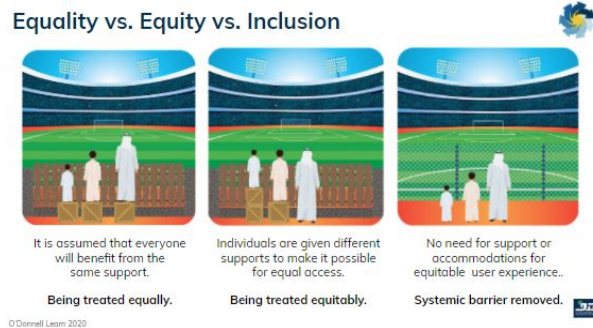 Equality vs. Equity vs. Inclusion
It is assumed that everyone
will benefit from the
same support.
Being treated equally.
Individuals are given different
supports to make it possible
for equal access.
Being treated equitably.
No need for support or
accommodations for
equitable user experience..
Systemic barrier removed.
O'Donnell Learn 2020